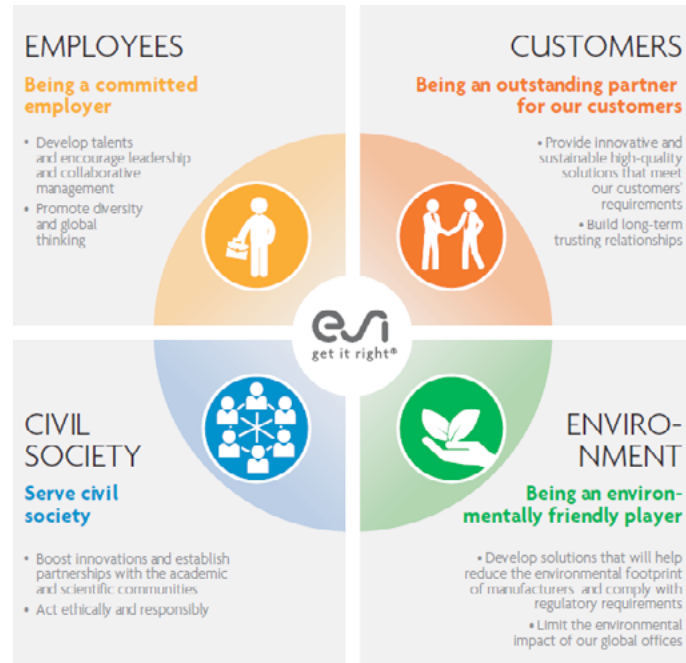 EMPLOYEES
Being a committed
employer
• Develop talents
and encourage leadership
and collaborative
management
• Promote diversity
and global
thinking
CUSTOMERS
Being an outstanding partner
for our customers
• Provide innovative and
sustainable high-quality
solutions that meet
our customers'
requirements
• Build long-term
trusting relationships
esi
get it right®
CIVIL
SOCIETY
Serve civil
society
• Boost innovations and establish
partnerships with the academic
and scientific communities
• Act ethically and responsibly
ENVIRO-
NMENT
Being an environ-
mentally friendly player
• Develop solutions that will help
reduce the environmental footprint
of manufacturers and comply with
regulatory requirements
• Limit the environmental
impact of our global offices